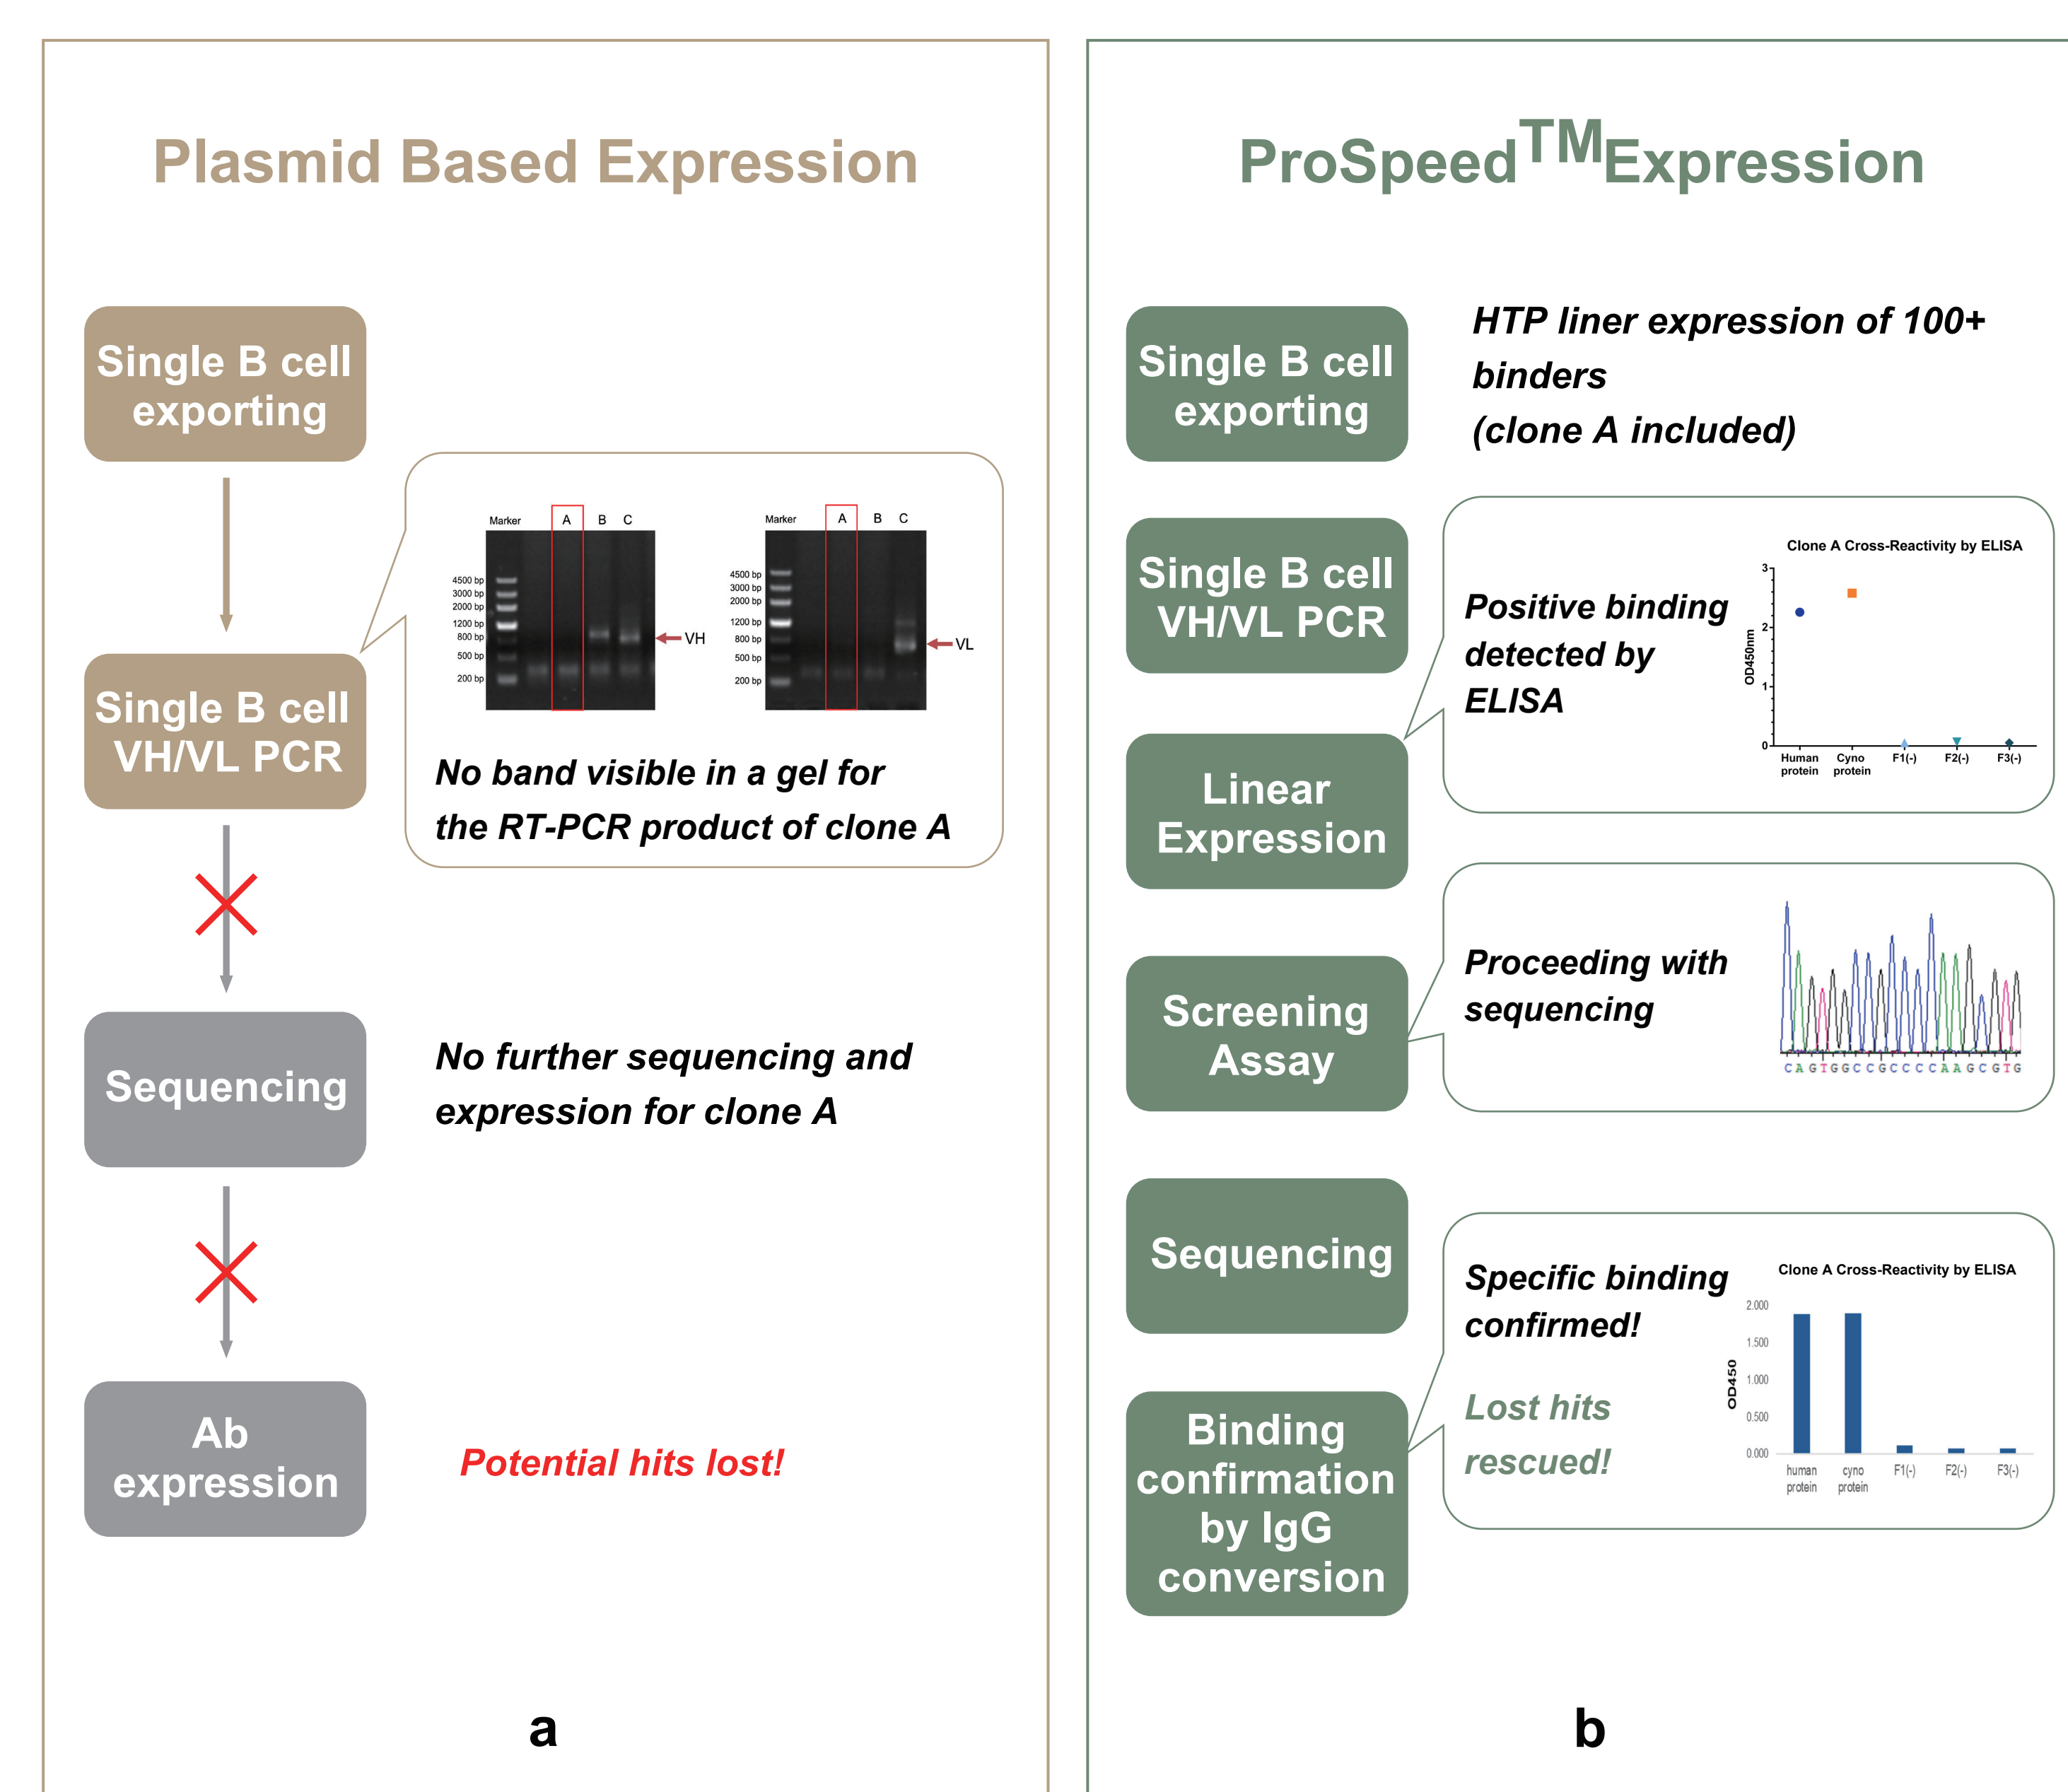 Plasmid Based Expression
Single B cell
exporting
Marker A B C
4500 bp
3000 bp
2000 bp
1200 bp
800 bp
500 bp
200 bp
VH
Marker A B C
4500 bp
3000 bp
2000 bp
1200 bp
800 bp
500 bp
200 bp
VL
No band visible in a gel for
the RT-PCR product of clone A
Single B cell
VH/VL PCR
Sequencing
No further sequencing and
expression for clone A
Ab
expression
Potential hits lost!
a
ProSpeedTMExpression
Single B cell
exporting
HTP liner expression of 100+
binders
(clone A included)
Single B cell
VH/VL PCR
Positive binding
detected by
ELISA
Clone A Cross-Reactivity by ELISA
OD450nm
3
2
1
0
Human
protein
Cyno
protein
F1(-)
F2(-)
F3(-)
Linear
Expression
Screening
Assay
Proceeding with
sequencing
CAGTGGCCGCCCCAAGCGTG
Sequencing
Specific binding
confirmed!
Lost hits
rescued!
Clone A Cross-Reactivity by ELISA
OD450
2.000
1.500
1.000
0.500
0.000
human
protein
cyno
protein
F1(-)
F2(-)
F3(-)
Binding
confirmation
by IgG
conversion
b